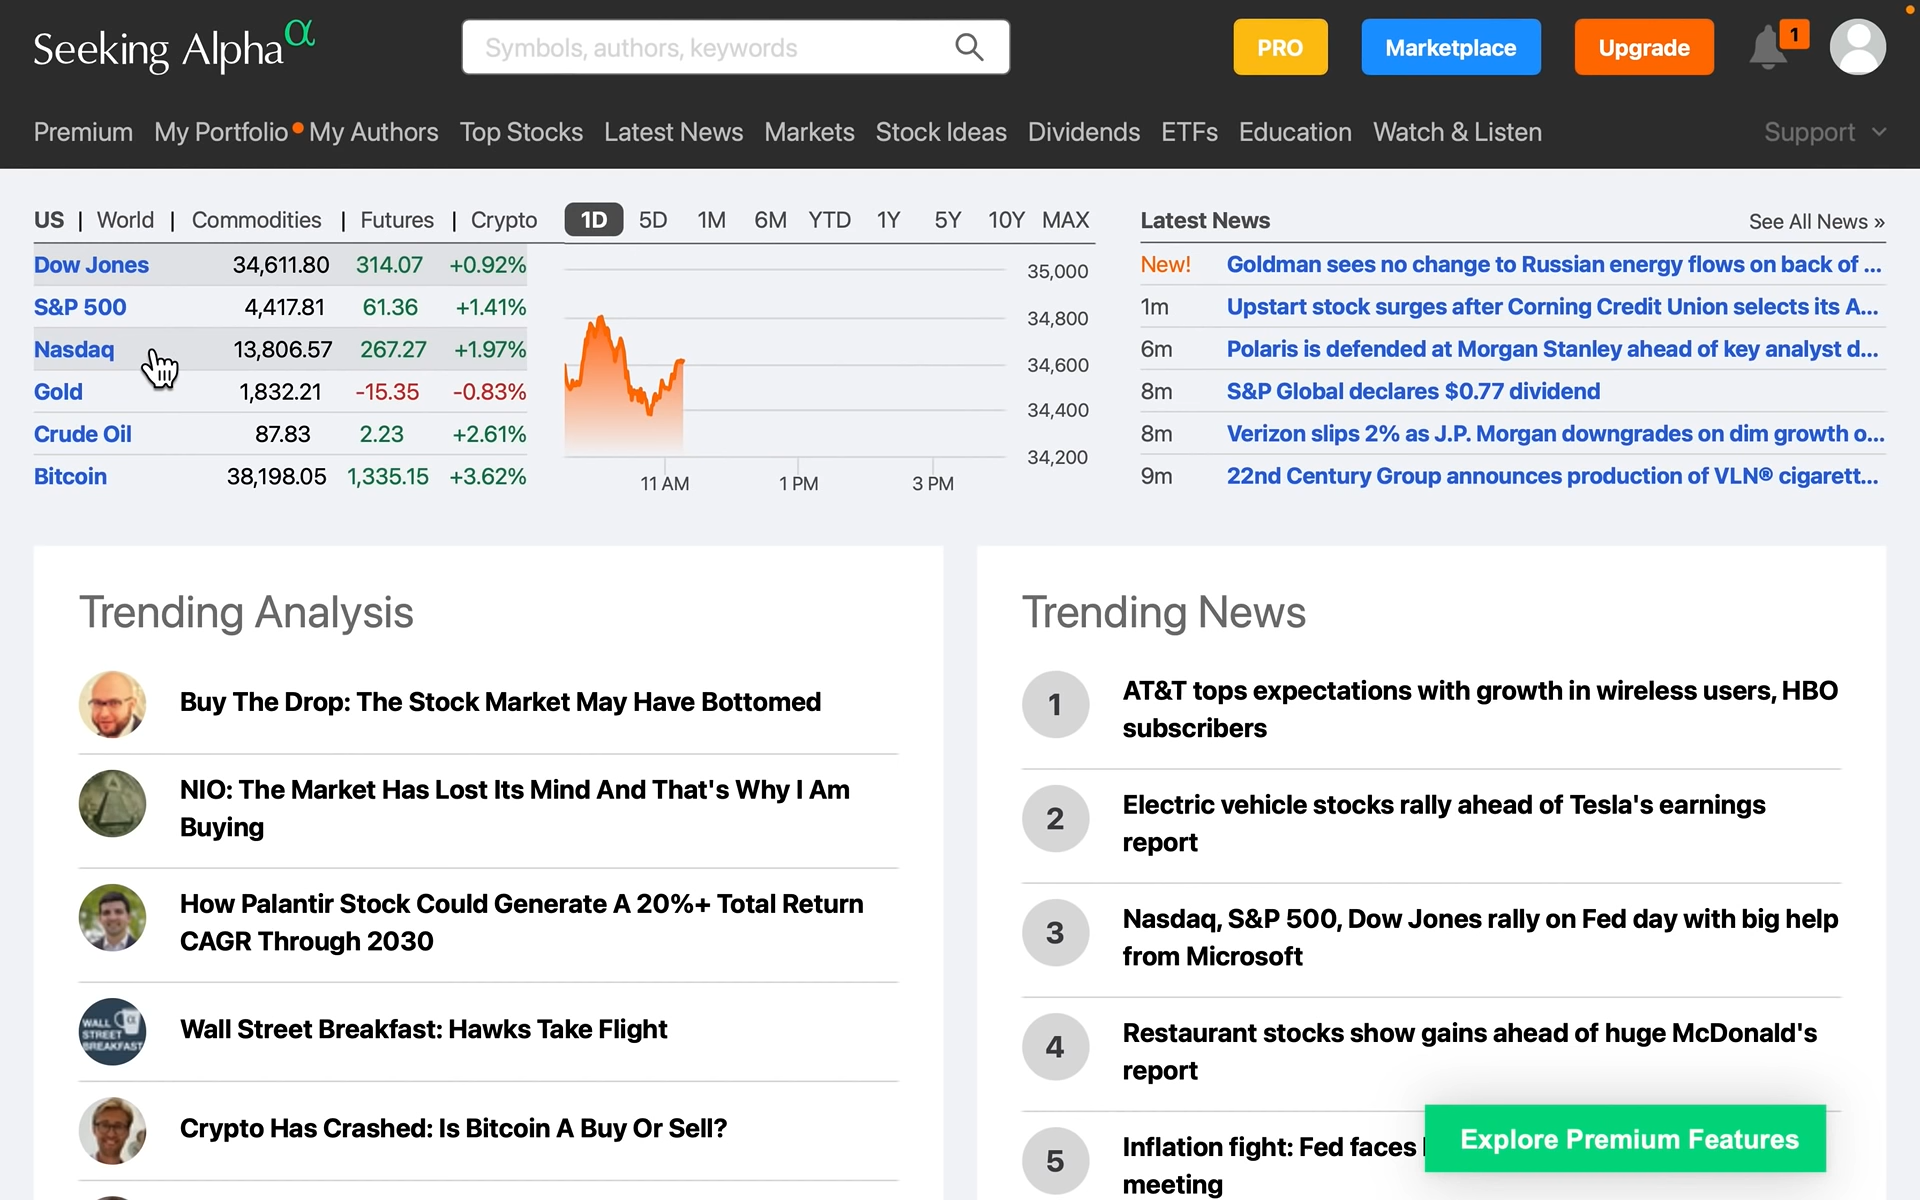 Seeking Alpha α
Symbols, authors, keywords
PRO
Marketplace
Upgrade
1
Premium My Portfolio My Authors Top Stocks Latest News Markets Stock Ideas Dividends ETFs Education Watch & Listen Support
US | World | Commodities | Futures | Crypto
Dow Jones 34,611.80 314.07 +0.92%
S&P 500 4,417.81 61.36 +1.41%
Nasdaq 13,806.57 267.27 +1.97%
Gold 1,832.21 -15.35 -0.83%
Crude Oil 87.83 2.23 +2.61%
Bitcoin 38,198.05 1,335.15 +3.62%
1D 5D 1M 6M YTD 1Y 5Y 10Y MAX
35,000
34,800
34,600
34,400
34,200
11 AM 1 PM 3 PM
Latest News See All News »
New! Goldman sees no change to Russian energy flows on back of ...
1m Upstart stock surges after Corning Credit Union selects its A...
6m Polaris is defended at Morgan Stanley ahead of key analyst d...
8m S&P Global declares $0.77 dividend
8m Verizon slips 2% as J.P. Morgan downgrades on dim growth o...
9m 22nd Century Group announces production of VLN® cigarett...
Trending Analysis
Buy The Drop: The Stock Market May Have Bottomed
NIO: The Market Has Lost Its Mind And That's Why I Am
Buying
How Palantir Stock Could Generate A 20%+ Total Return
CAGR Through 2030
WALL
STREET
BREAKFAST
Wall Street Breakfast: Hawks Take Flight
Crypto Has Crashed: Is Bitcoin A Buy Or Sell?
Trending News
1 AT&T tops expectations with growth in wireless users, HBO
subscribers
2 Electric vehicle stocks rally ahead of Tesla's earnings
report
3 Nasdaq, S&P 500, Dow Jones rally on Fed day with big help
from Microsoft
4 Restaurant stocks show gains ahead of huge McDonald's
report
5 Inflation fight: Fed faces
meeting
Explore Premium Features